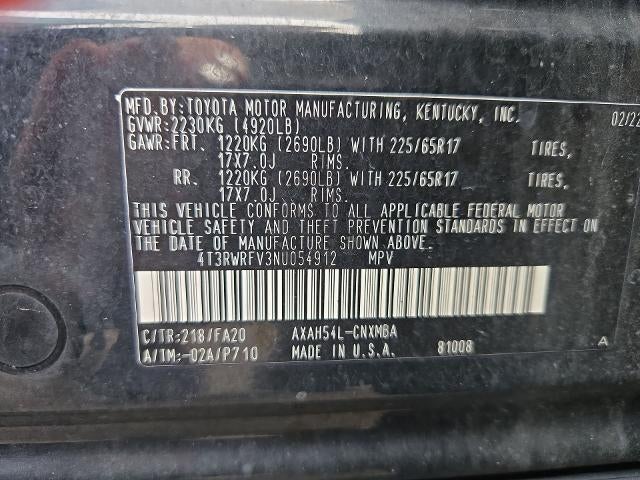 MFD.BY:TOYOTA MOTOR MANUFACTURING, KENTUCKY, INC. 02/22
GVWR:2230KG (4920LB)
GAWR:FRT. 1220KG (2690LB) WITH 225/65R17 TIRES,
17X7.0J RIMS.
RR. 1220KG (2690LB) WITH 225/65R17 TIRES,
17X7.0J RIMS.
THIS VEHICLE CONFORMS TO ALL APPLICABLE FEDERAL MOTOR
VEHICLE SAFETY AND THEFT PREVENTION STANDARDS IN EFFECT ON
THE DATE OF MANUFACTURE SHOWN ABOVE.
4T3RWRFV3NU054912 MPV
C/TR:218/FA20 AXAH54L-CNXMBA
A/TM:-02A/P710 MADE IN U.S.A. 81008 A